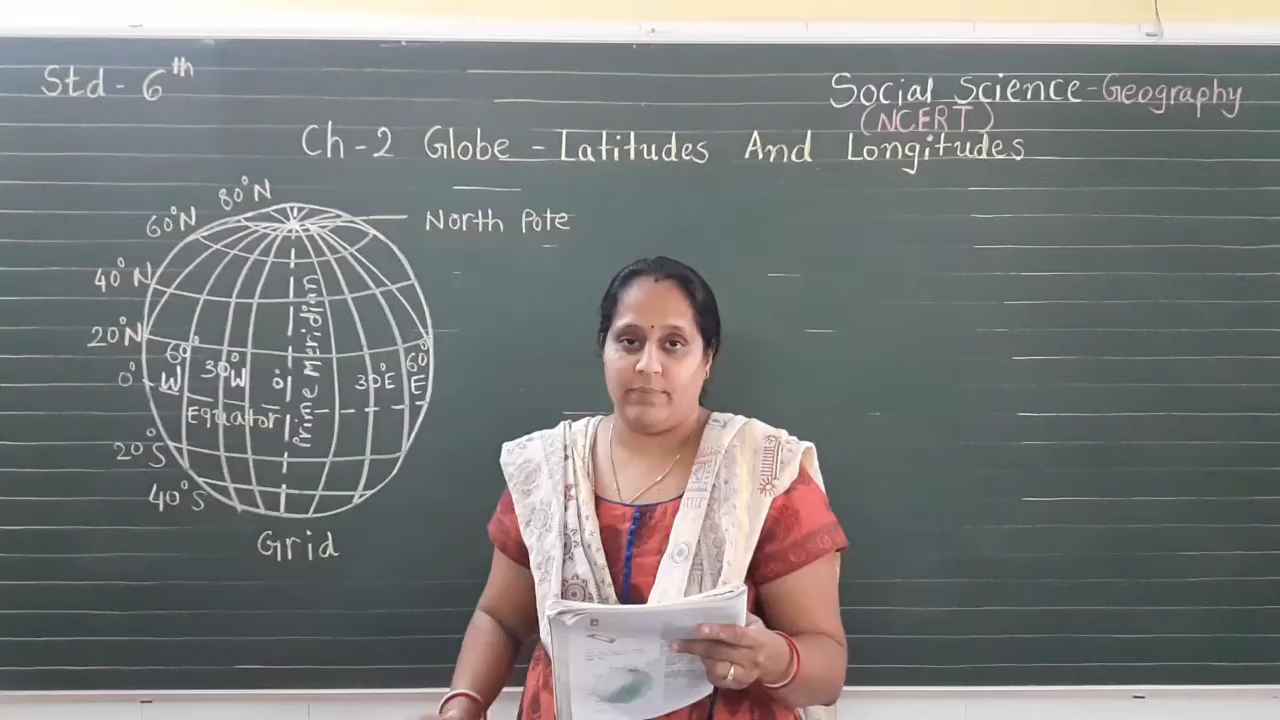 Std - 6th
Social Science - Geography
(NCERT)
Ch-2 Globe - Latitudes And Longitudes
80°N
60°N
North Pote
40°N
20°N
0°
20°S
40°S
60° W
30°W
0°
30°E
60° E
Equator
Prime Meridian
Grid